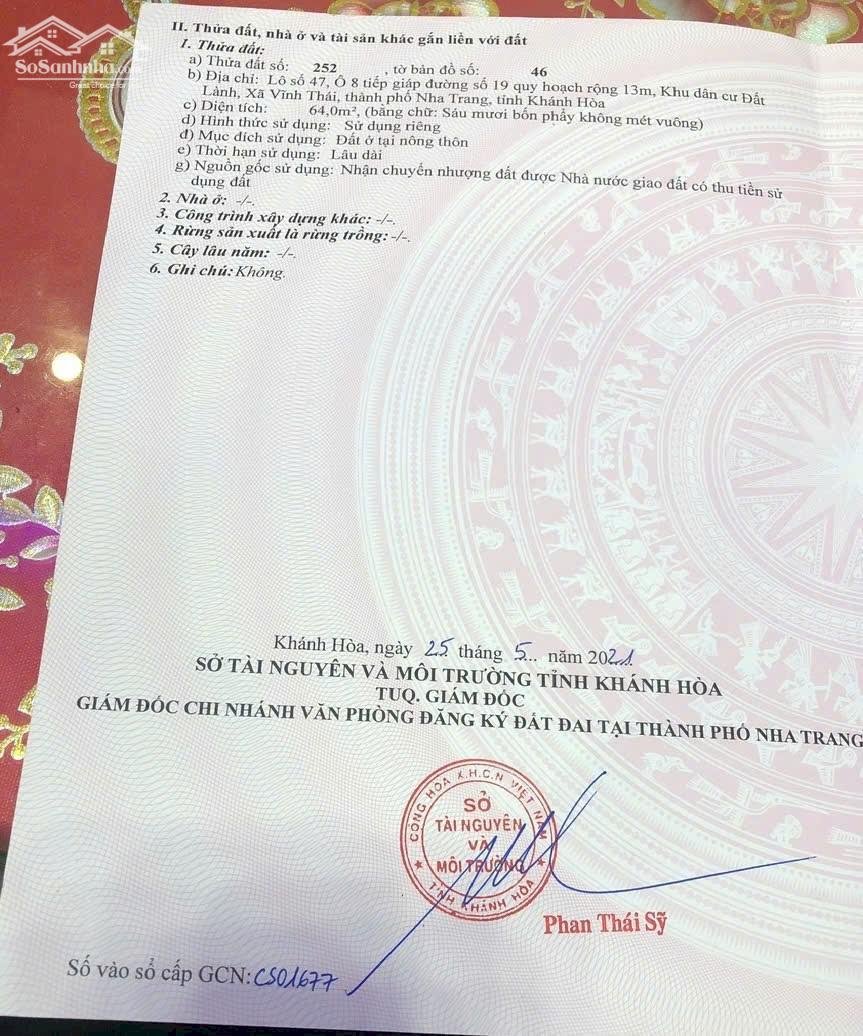 SoSanhnha.com
II. Thửa đất, nhà ở và tài sản khác gắn liền với đất
1. Thửa đất:
a) Thửa đất số: 252 , tờ bản đồ số: 46
b) Địa chỉ: Lô số 47, Ô 8 tiếp giáp đường số 19 quy hoạch rộng 13m, Khu dân cư Đất
Lành, Xã Vĩnh Thái, thành phố Nha Trang, tỉnh Khánh Hòa
c) Diện tích: 64,0m², (bằng chữ: Sáu mươi bốn phẩy không mét vuông)
d) Hình thức sử dụng: Sử dụng riêng
đ) Mục đích sử dụng: Đất ở tại nông thôn
e) Thời hạn sử dụng: Lâu dài
g) Nguồn gốc sử dụng: Nhận chuyển nhượng đất được Nhà nước giao đất có thu tiền sử
dụng đất
2. Nhà ở: -/-.
3. Công trình xây dựng khác: -/-.
4. Rừng sản xuất là rừng trồng: -/-.
5. Cây lâu năm: -/-.
6. Ghi chú: Không.
Khánh Hòa, ngày 25 tháng 5... năm 2021
SỞ TÀI NGUYÊN VÀ MÔI TRƯỜNG TỈNH KHÁNH HÒA
TUQ. GIÁM ĐỐC
GIÁM ĐỐC CHI NHÁNH VĂN PHÒNG ĐĂNG KÝ ĐẤT ĐAI TẠI THÀNH PHỐ NHA TRANG
CỘNG HÒA X.H.C.N VIỆT NAM
SỞ
TÀI NGUYÊN
VÀ
MÔI TRƯỜNG
TỈNH KHÁNH HÒA
Phan Thái Sỹ
Số vào sổ cấp GCN: CS01677